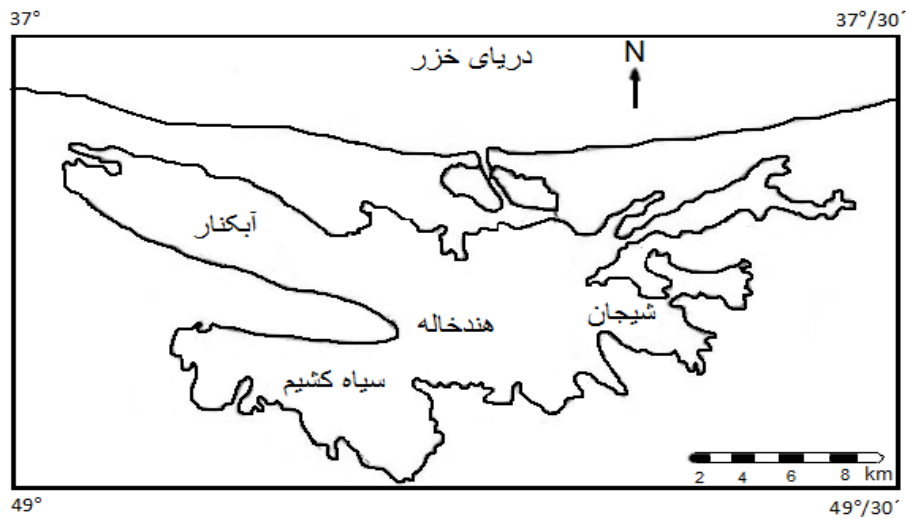 37°
37°/30´
دریای خزر
N
آبکنار
شیجان
هندخاله
سیاه کشیم
2 4 6 8 km
49°
49°/30´